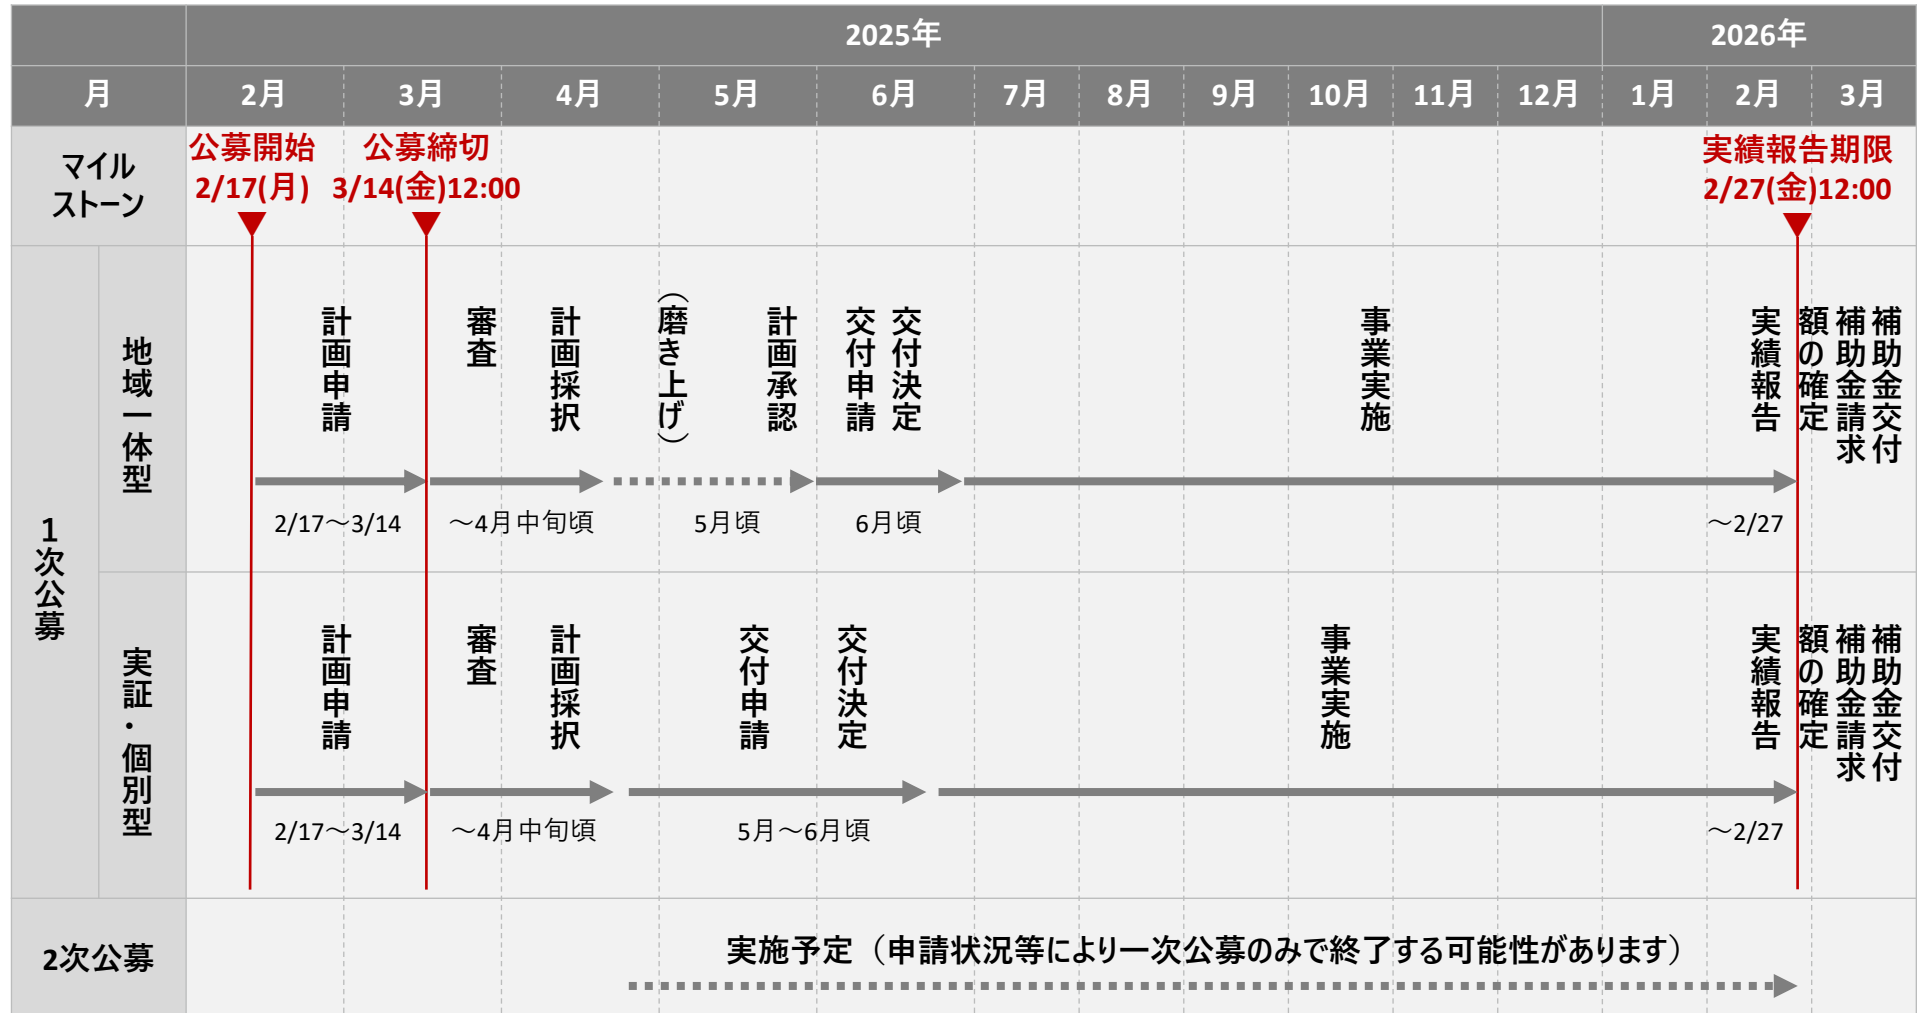 2025年
2026年
月
2月
3月
4月
5月
6月
7月
8月
9月
10月
11月
12月
1月
2月
3月
マイル
ストーン
公募開始
2/17(月)
公募締切
3/14(金)12:00
実績報告期限
2/27(金)12:00
1次公募
地域一体型
計画申請
審査
計画採択
（磨き上げ）
計画承認
交付申請
交付決定
事業実施
実績報告
額の確定
補助金請求
補助金交付
2/17～3/14
～4月中旬頃
5月頃
6月頃
～2/27
実証・個別型
計画申請
審査
計画採択
交付申請
交付決定
事業実施
実績報告
額の確定
補助金請求
補助金交付
2/17～3/14
～4月中旬頃
5月～6月頃
～2/27
2次公募
実施予定（申請状況等により一次公募のみで終了する可能性があります）